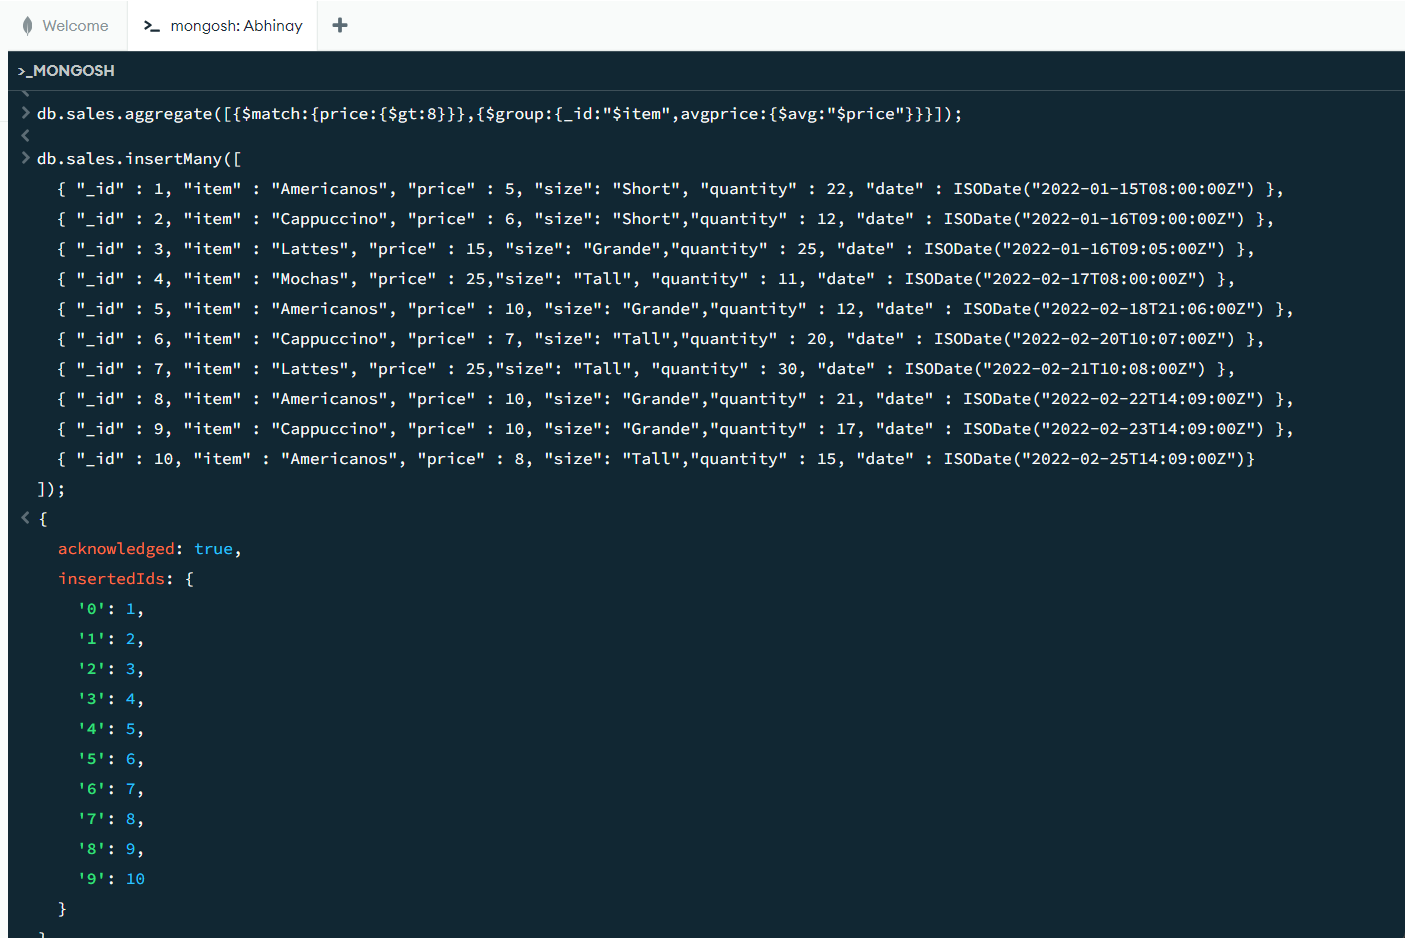 Welcome
>_ mongosh: Abhinay +
>_MONGOSH
> db.sales.aggregate([{$match:{price:{$gt:8}}},{$group:{_id:"$item",avgprice:{$avg:"$price"}}}]);
<
> db.sales.insertMany([
{ "_id" : 1, "item" : "Americanos", "price" : 5, "size": "Short", "quantity" : 22, "date" : ISODate("2022-01-15T08:00:00Z") },
{ "_id" : 2, "item" : "Cappuccino", "price" : 6, "size": "Short","quantity" : 12, "date" : ISODate("2022-01-16T09:00:00Z") },
{ "_id" : 3, "item" : "Lattes", "price" : 15, "size": "Grande","quantity" : 25, "date" : ISODate("2022-01-16T09:05:00Z") },
{ "_id" : 4, "item" : "Mochas", "price" : 25,"size": "Tall", "quantity" : 11, "date" : ISODate("2022-02-17T08:00:00Z") },
{ "_id" : 5, "item" : "Americanos", "price" : 10, "size": "Grande","quantity" : 12, "date" : ISODate("2022-02-18T21:06:00Z") },
{ "_id" : 6, "item" : "Cappuccino", "price" : 7, "size": "Tall","quantity" : 20, "date" : ISODate("2022-02-20T10:07:00Z") },
{ "_id" : 7, "item" : "Lattes", "price" : 25,"size": "Tall", "quantity" : 30, "date" : ISODate("2022-02-21T10:08:00Z") },
{ "_id" : 8, "item" : "Americanos", "price" : 10, "size": "Grande","quantity" : 21, "date" : ISODate("2022-02-22T14:09:00Z") },
{ "_id" : 9, "item" : "Cappuccino", "price" : 10, "size": "Grande","quantity" : 17, "date" : ISODate("2022-02-23T14:09:00Z") },
{ "_id" : 10, "item" : "Americanos", "price" : 8, "size": "Tall","quantity" : 15, "date" : ISODate("2022-02-25T14:09:00Z")}
]);
< {
acknowledged: true,
insertedIds: {
'0': 1,
'1': 2,
'2': 3,
'3': 4,
'4': 5,
'5': 6,
'6': 7,
'7': 8,
'8': 9,
'9': 10
}
}